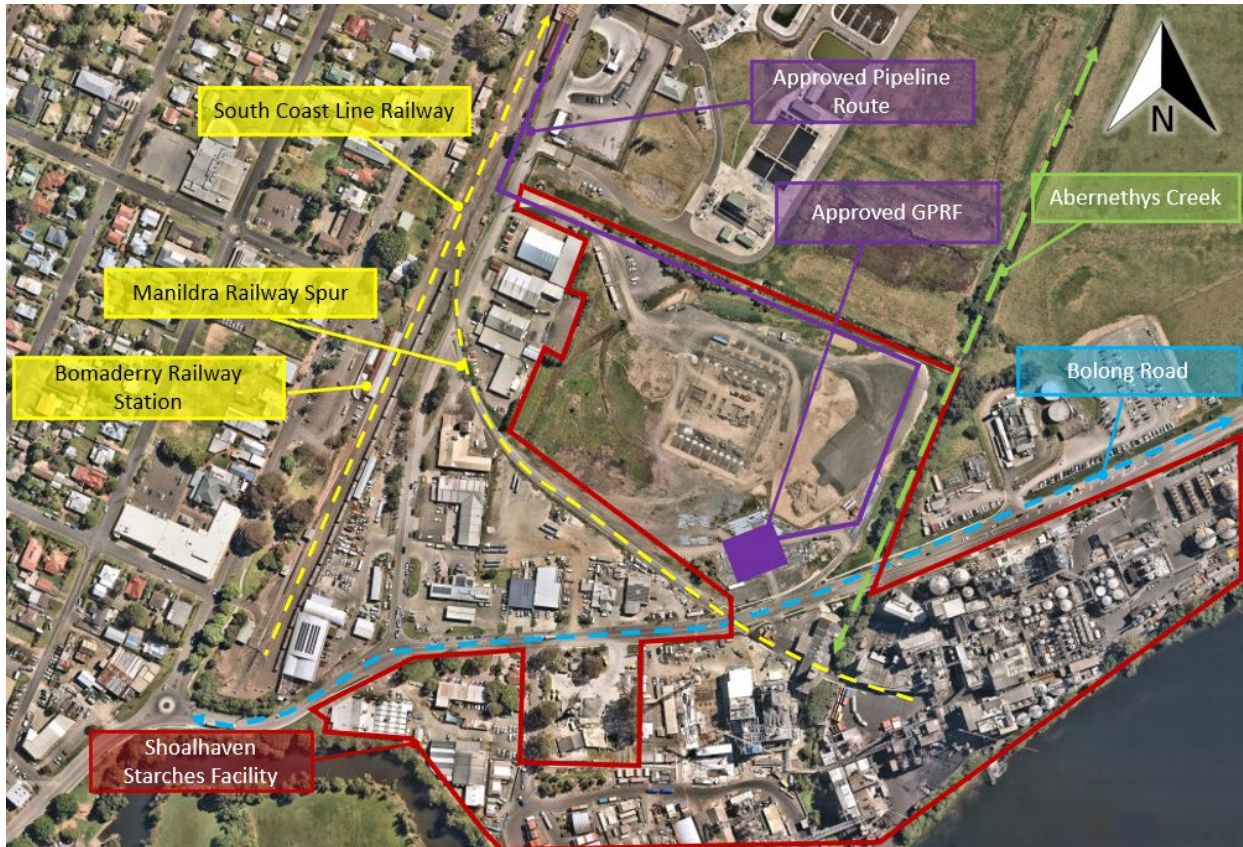 Approved Pipeline
Route
South Coast Line Railway
N
Approved GPRF
Abernethys Creek
Manildra Railway Spur
Bomaderry Railway
Station
Bolong Road
Shoalhaven
Starches Facility